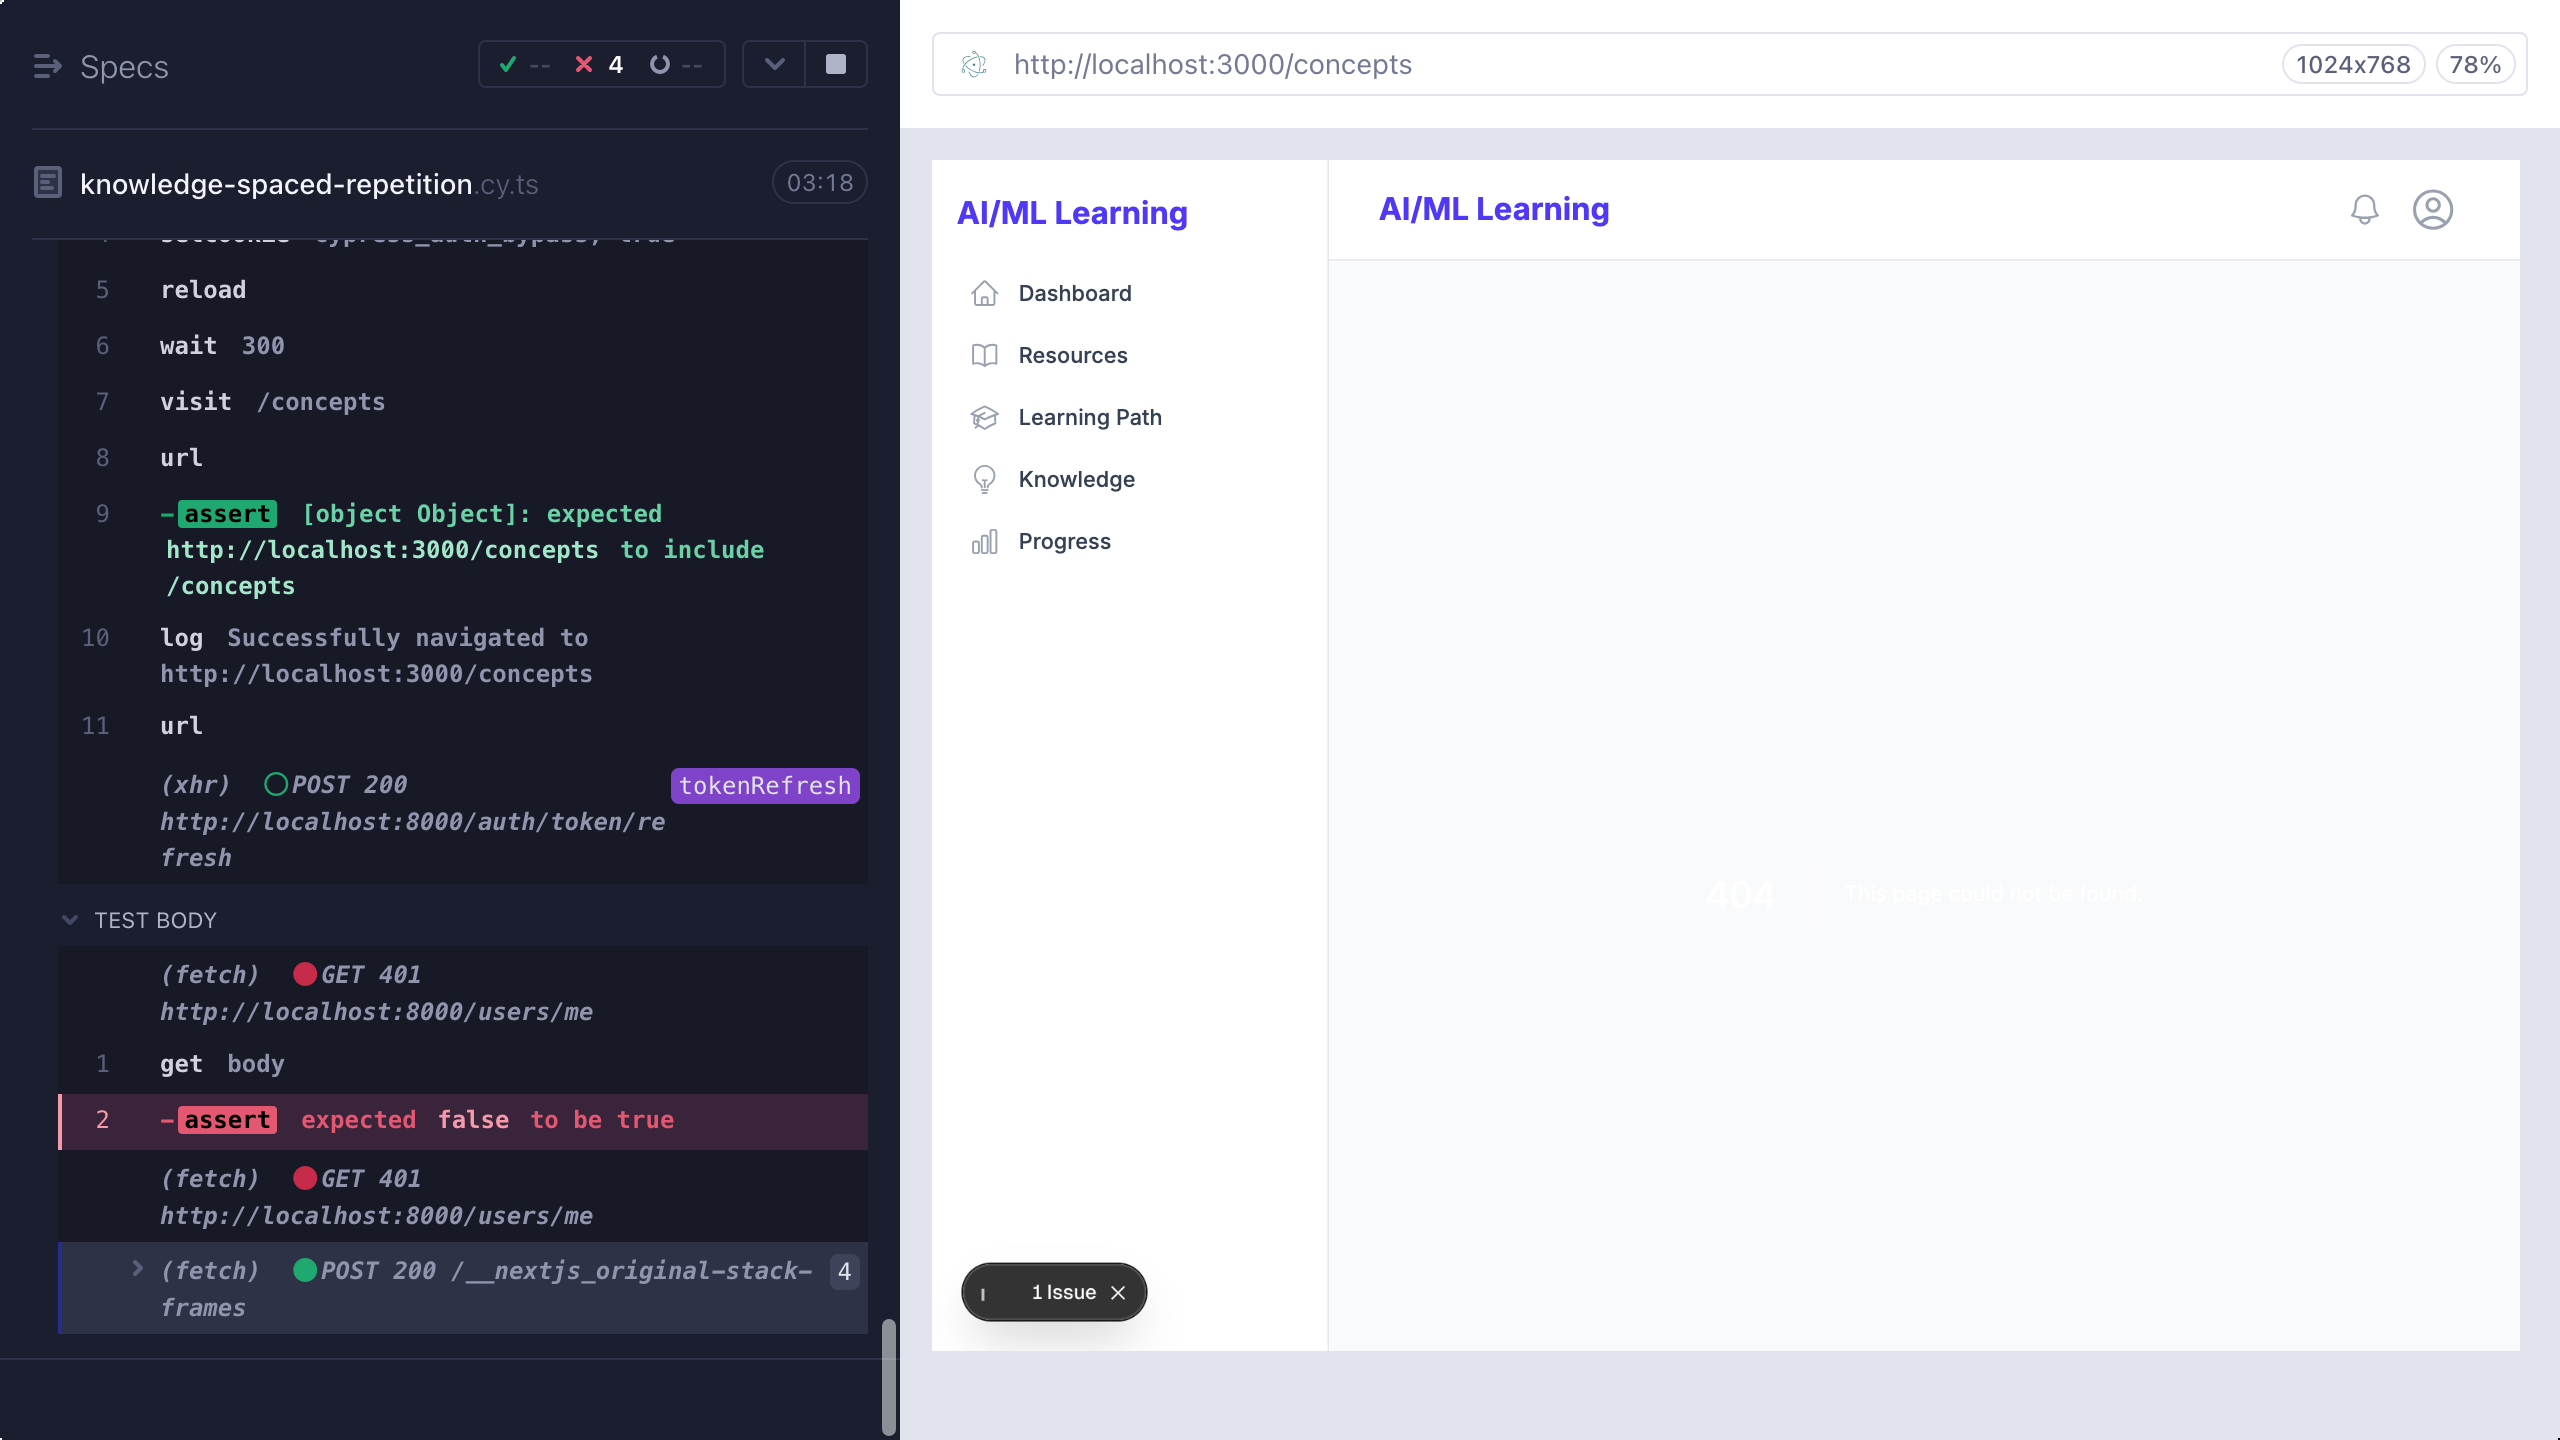 Specs
-- 4 --
knowledge-spaced-repetition.cy.ts
03:18
setCookie cypress_auth_bypass, true
5 reload
6 wait 300
7 visit /concepts
8 url
9 -assert [object Object]: expected
http://localhost:3000/concepts to include
/concepts
10 log Successfully navigated to
http://localhost:3000/concepts
11 url
(xhr) POST 200 tokenRefresh
http://localhost:8000/auth/token/re
fresh
TEST BODY
(fetch) GET 401
http://localhost:8000/users/me
1 get body
2 -assert expected false to be true
(fetch) GET 401
http://localhost:8000/users/me
(fetch) POST 200 /__nextjs_original-stack- 4
frames
http://localhost:3000/concepts
1024x768
78%
AI/ML Learning
Dashboard
Resources
Learning Path
Knowledge
Progress
AI/ML Learning
404 This page could not be found.
1 Issue